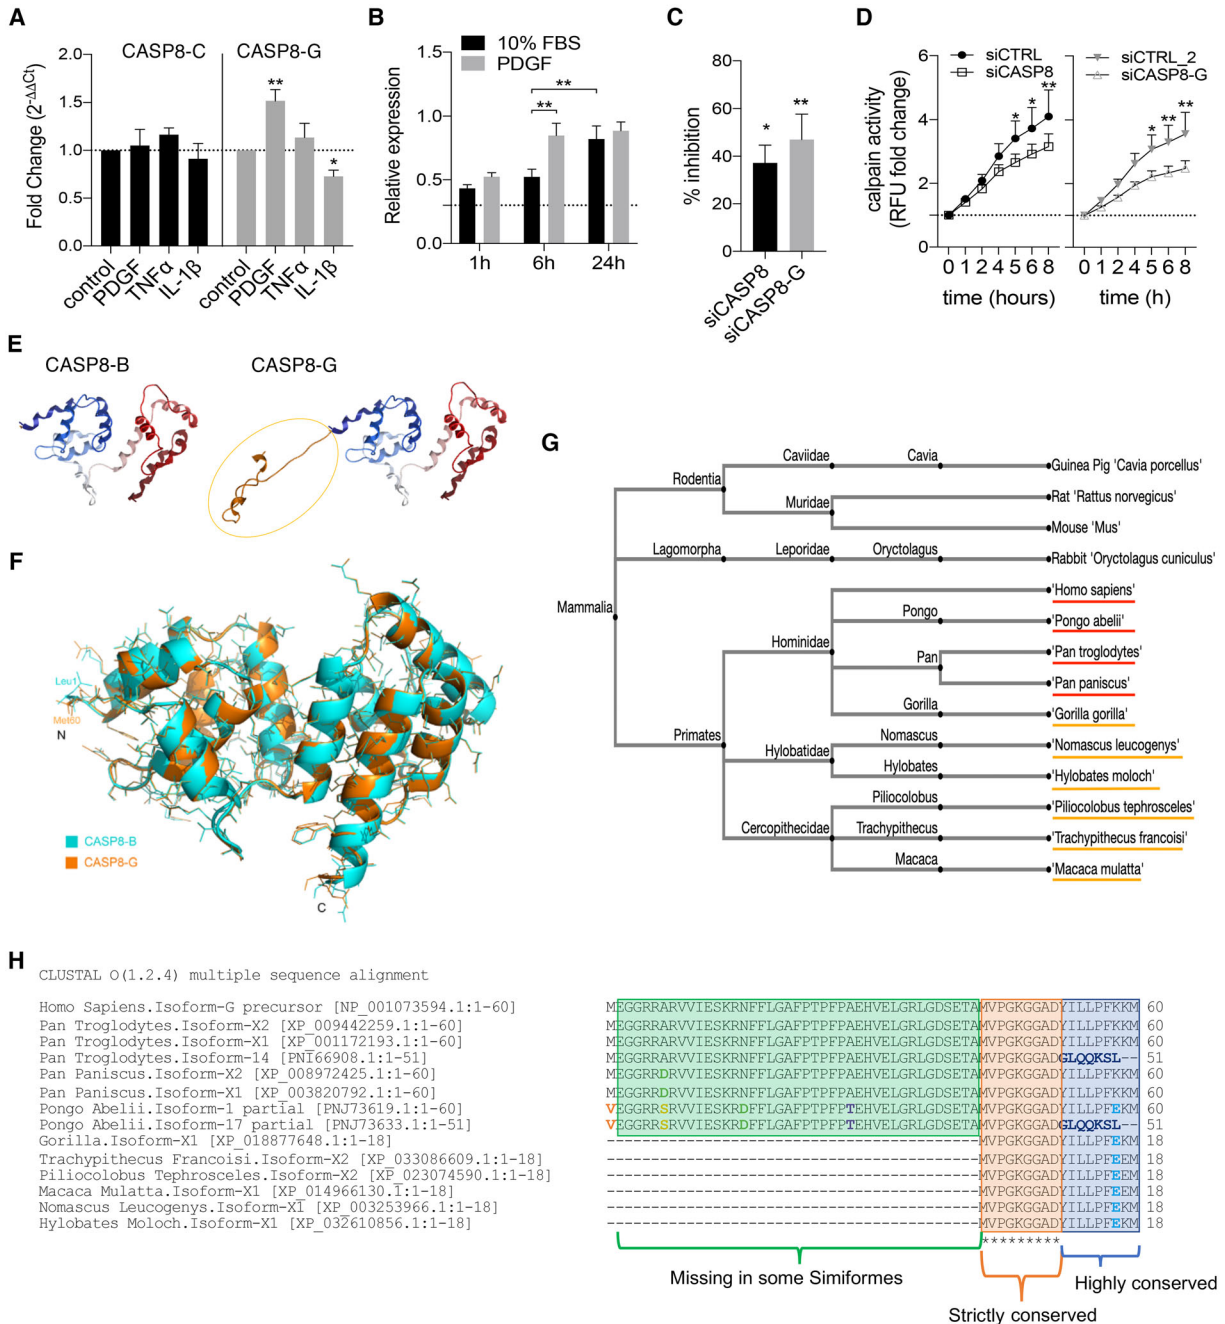 A
CASP8-C
CASP8-G
Fold Change (2-ΔΔCt)
2.0
1.5
1.0
0.5
0.0
**
*
control
PDGF
TNFα
IL-1β
control
PDGF
TNFα
IL-1β
B
10% FBS
PDGF
Relative expression
1.5
1.0
0.5
0.0
**
**
1h
6h
24h
C
% inhibition
80
60
40
20
0
*
**
siCASP8
siCASP8-G
D
siCTRL
siCASP8
siCTRL_2
siCASP8-G
calpain activity
(RFU fold change)
6
4
2
0
* * **
* ** **
0 1 2 4 5 6 8
0 1 2 4 5 6 8
time (hours)
time (h)
E
CASP8-B
CASP8-G
F
Leu1
Met60
N
C
CASP8-B
CASP8-G
G
Mammalia
Rodentia
Caviidae
Cavia
Guinea Pig 'Cavia porcellus'
Muridae
Rat 'Rattus norvegicus'
Mouse 'Mus'
Lagomorpha
Leporidae
Oryctolagus
Rabbit 'Oryctolagus cuniculus'
Primates
Hominidae
'Homo sapiens'
Pongo
'Pongo abelii'
Pan
'Pan troglodytes'
'Pan paniscus'
Gorilla
'Gorilla gorilla'
Hylobatidae
Nomascus
'Nomascus leucogenys'
Hylobates
'Hylobates moloch'
Cercopithecidae
Piliocolobus
'Piliocolobus tephrosceles'
Trachypithecus
'Trachypithecus francoisi'
Macaca
'Macaca mulatta'
H
CLUSTAL O(1.2.4) multiple sequence alignment
Homo Sapiens.Isoform-G precursor [NP_001073594.1:1-60] MEGGRRARVVIESKRNFFLGAFPTPFPAEHVELGRLGDSETAMVPGKGGADYILLPFKKM 60
Pan Troglodytes.Isoform-X2 [XP_009442259.1:1-60] MEGGRRARVVIESKRNFFLGAFPTPFPAEHVELGRLGDSETAMVPGKGGADYILLPFKKM 60
Pan Troglodytes.Isoform-X1 [XP_001172193.1:1-60] MEGGRRARVVIESKRNFFLGAFPTPFPAEHVELGRLGDSETAMVPGKGGADYILLPFKKM 60
Pan Troglodytes.Isoform-14 [PNI66908.1:1-51] MEGGRRARVVIESKRNFFLGAFPTPFPAEHVELGRLGDSETAMVPGKGGADGLQQKSL-- 51
Pan Paniscus.Isoform-X2 [XP_008972425.1:1-60] MEGGRRDRVVIESKRNFFLGAFPTPFPAEHVELGRLGDSETAMVPGKGGADYILLPFKKM 60
Pan Paniscus.Isoform-X1 [XP_003820792.1:1-60] MEGGRRDRVVIESKRNFFLGAFPTPFPAEHVELGRLGDSETAMVPGKGGADYILLPFKKM 60
Pongo Abelii.Isoform-1 partial [PNJ73619.1:1-60] VEGGRRSRVVIESKRDFFLGAFPTPFPTEHVELGRLGDSETAMVPGKGGADYILLPFEKM 60
Pongo Abelii.Isoform-17 partial [PNJ73633.1:1-51] VEGGRRSRVVIESKRDFFLGAFPTPFPTEHVELGRLGDSETAMVPGKGGADGLQQKSL-- 51
Gorilla.Isoform-X1 [XP_018877648.1:1-18] ------------------------------------------MVPGKGGADYILLPFEKM 18
Trachypithecus Francoisi.Isoform-X2 [XP_033086609.1:1-18] ------------------------------------------MVPGKGGADYILLPFEKM 18
Piliocolobus Tephrosceles.Isoform-X2 [XP_023074590.1:1-18] ------------------------------------------MVPGKGGADYILLPFEEM 18
Macaca Mulatta.Isoform-X1 [XP_014966130.1:1-18] ------------------------------------------MVPGKGGADYILLPFEKM 18
Nomascus Leucogenys.Isoform-X1 [XP_003253966.1:1-18] ------------------------------------------MVPGKGGADYILLPFEKM 18
Hylobates Moloch.Isoform-X1 [XP_032610856.1:1-18] ------------------------------------------MVPGKGGADYILLPFEKM 18
*********
Missing in some Simiformes
Highly conserved
Strictly conserved